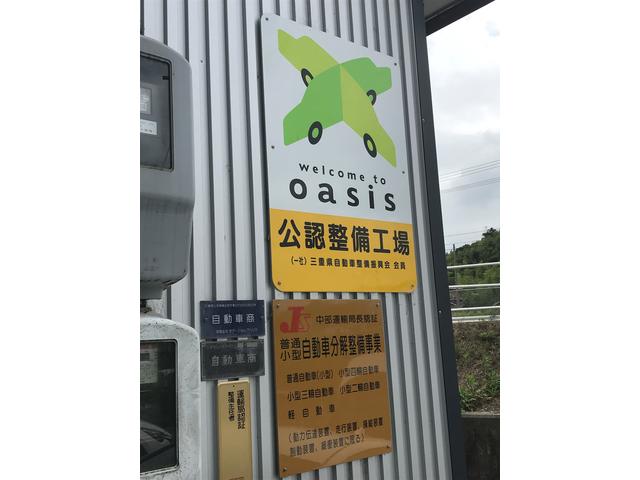 welcome to
oasis
公認整備工場
(一社)三重県自動車整備振興会 会員
中部運輸局長認証
普通
小型 自動車分解整備事業
普通自動車(小型) 小型四輪自動車
小型三輪自動車 小型二輪自動車
軽自動車
(動力伝達装置、走行装置、操縦装置
制動装置、緩衝装置に限る)
自動車商
自動車商
運輸局認証
整備主任者